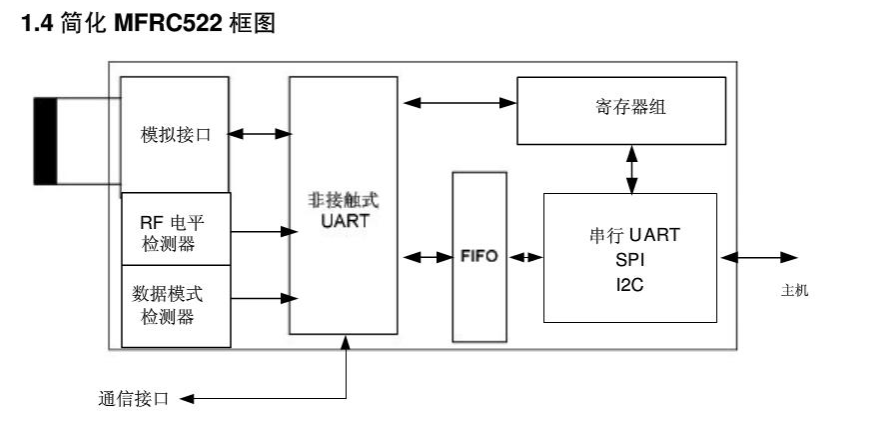 1.4 简化 MFRC522 框图
模拟接口
RF 电平
检测器
数据模式
检测器
非接触式
UART
寄存器组
FIFO
串行 UART
SPI
I2C
主机
通信接口